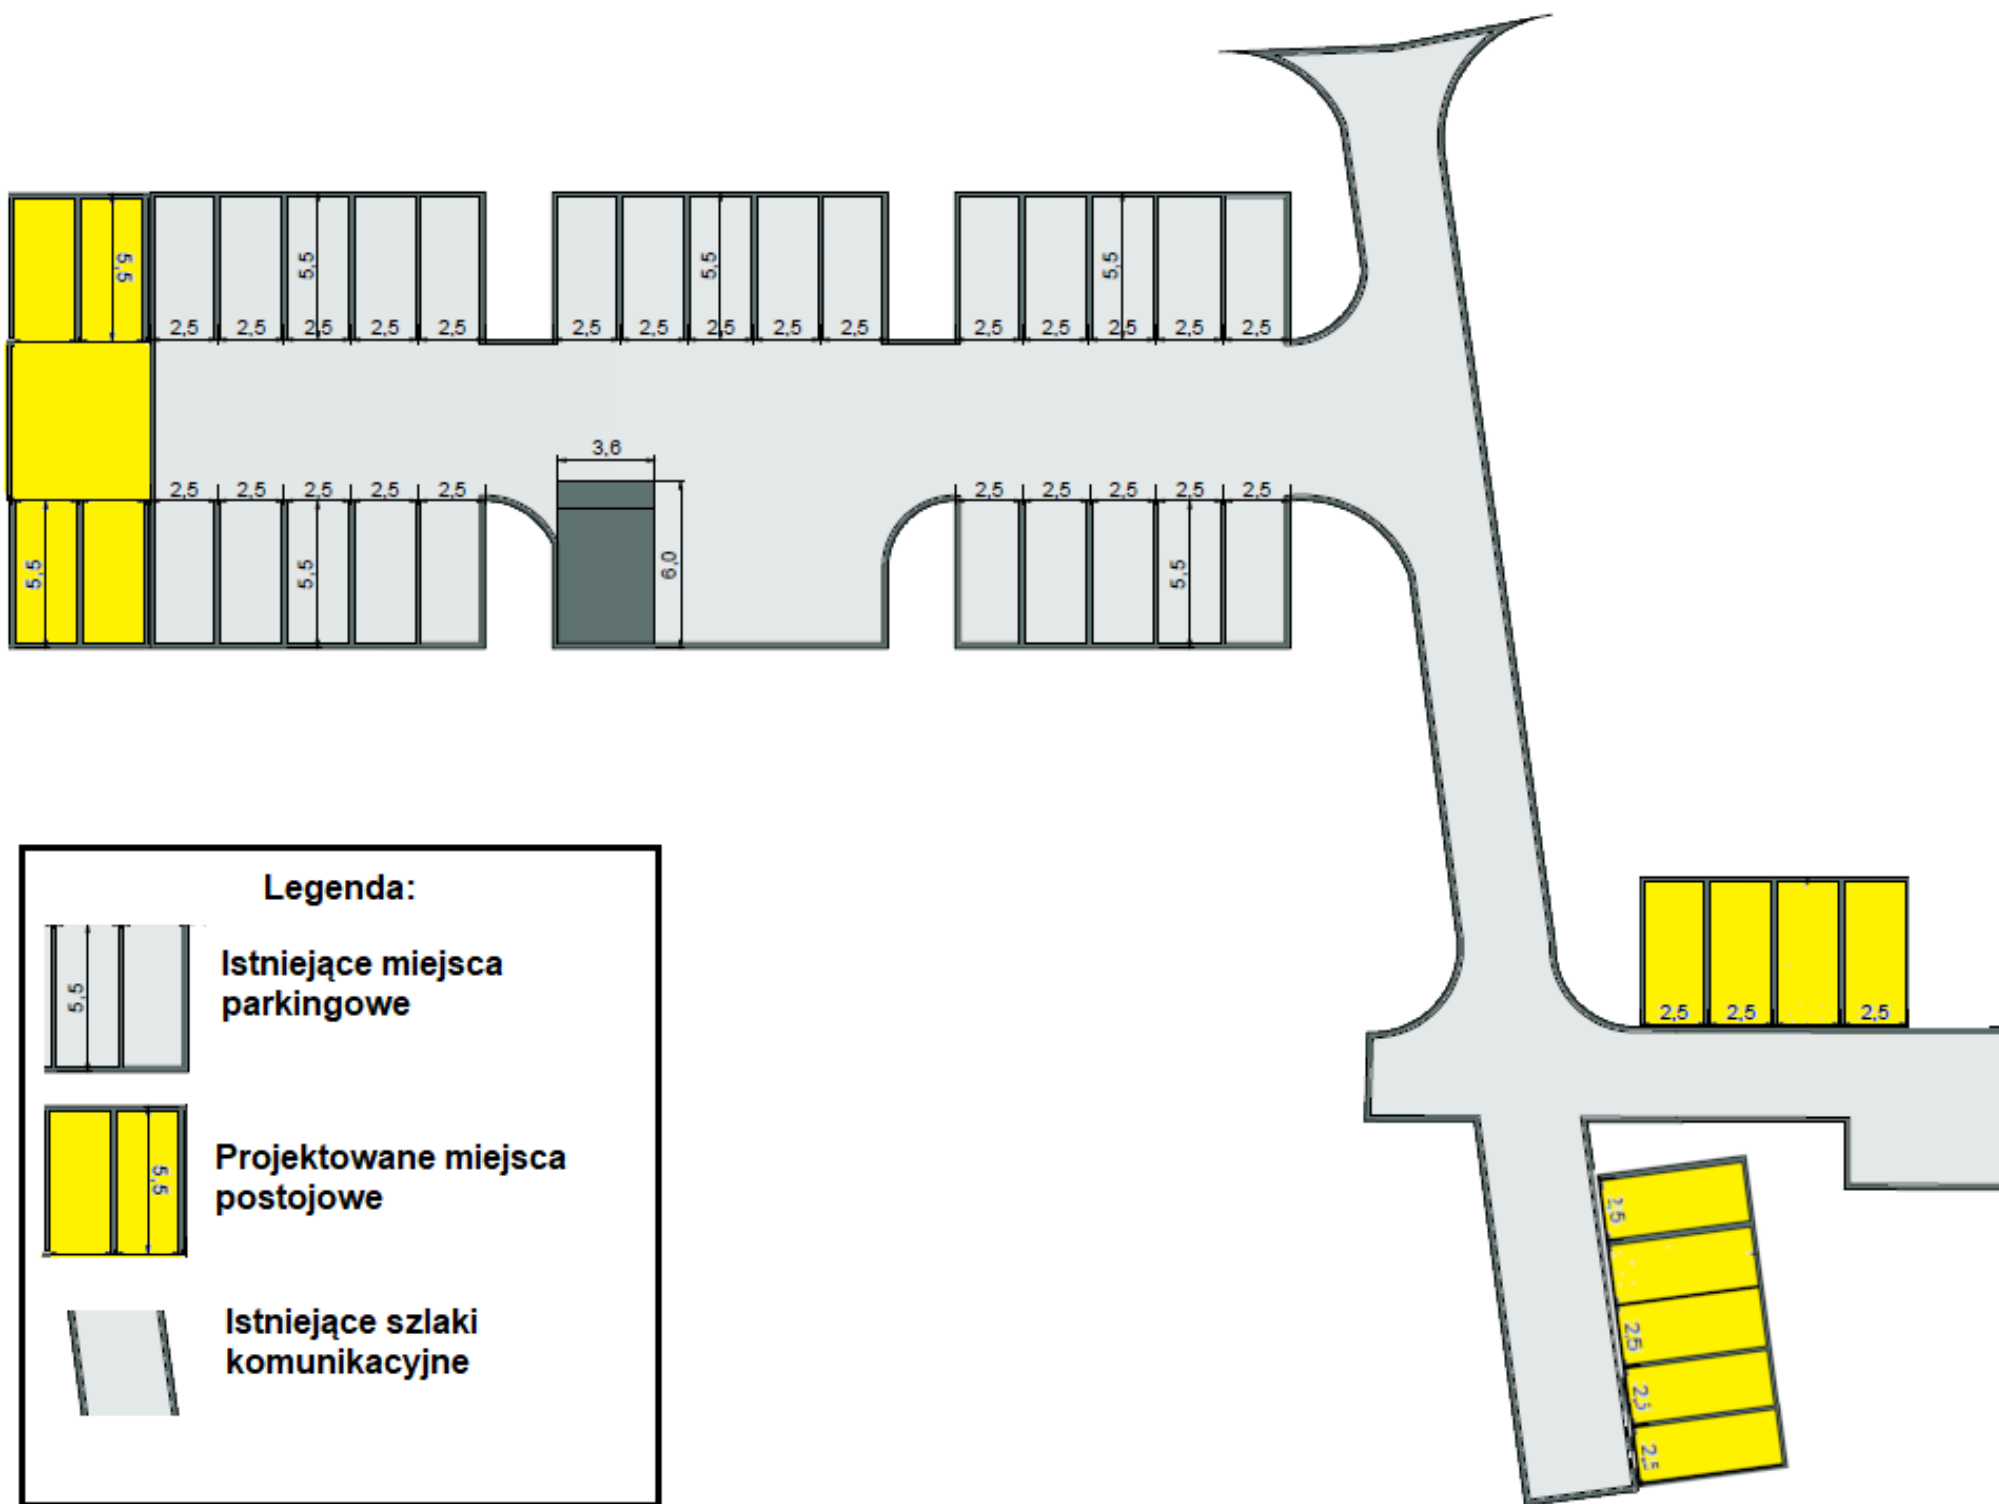 5,5 5,5 5,5 5,5
2,5 2,5 2,5 2,5 2,5 2,5 2,5 2,5 2,5 2,5 2,5 2,5 2,5 2,5 2,5
3,6
2,5 2,5 2,5 2,5 2,5 2,5 2,5 2,5 2,5 2,5
5,5 5,5 6,0 5,5
Legenda:
5,5
Istniejące miejsca
parkingowe
5,5
Projektowane miejsca
postojowe
Istniejące szlaki
komunikacyjne
2,5 2,5 2,5
2,5
2,5
2,5
2,5